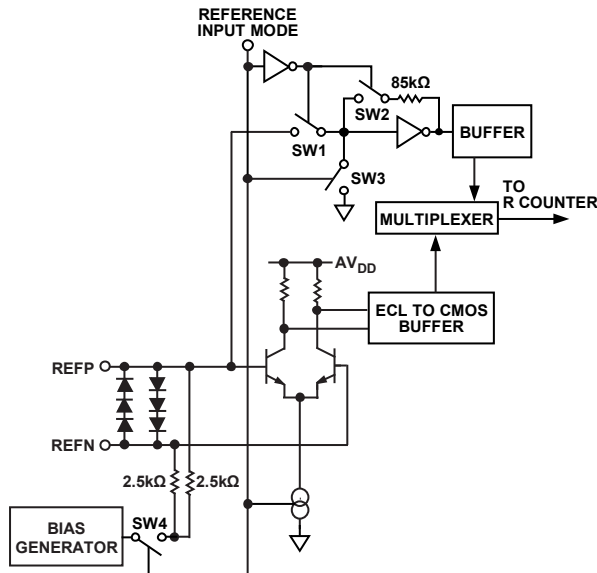 REFERENCE
INPUT MODE
85kΩ
SW2
BUFFER
SW1
SW3
TO
R COUNTER
MULTIPLEXER
AVDD
ECL TO CMOS
BUFFER
REFP
REFN
2.5kΩ
2.5kΩ
BIAS
GENERATOR
SW4